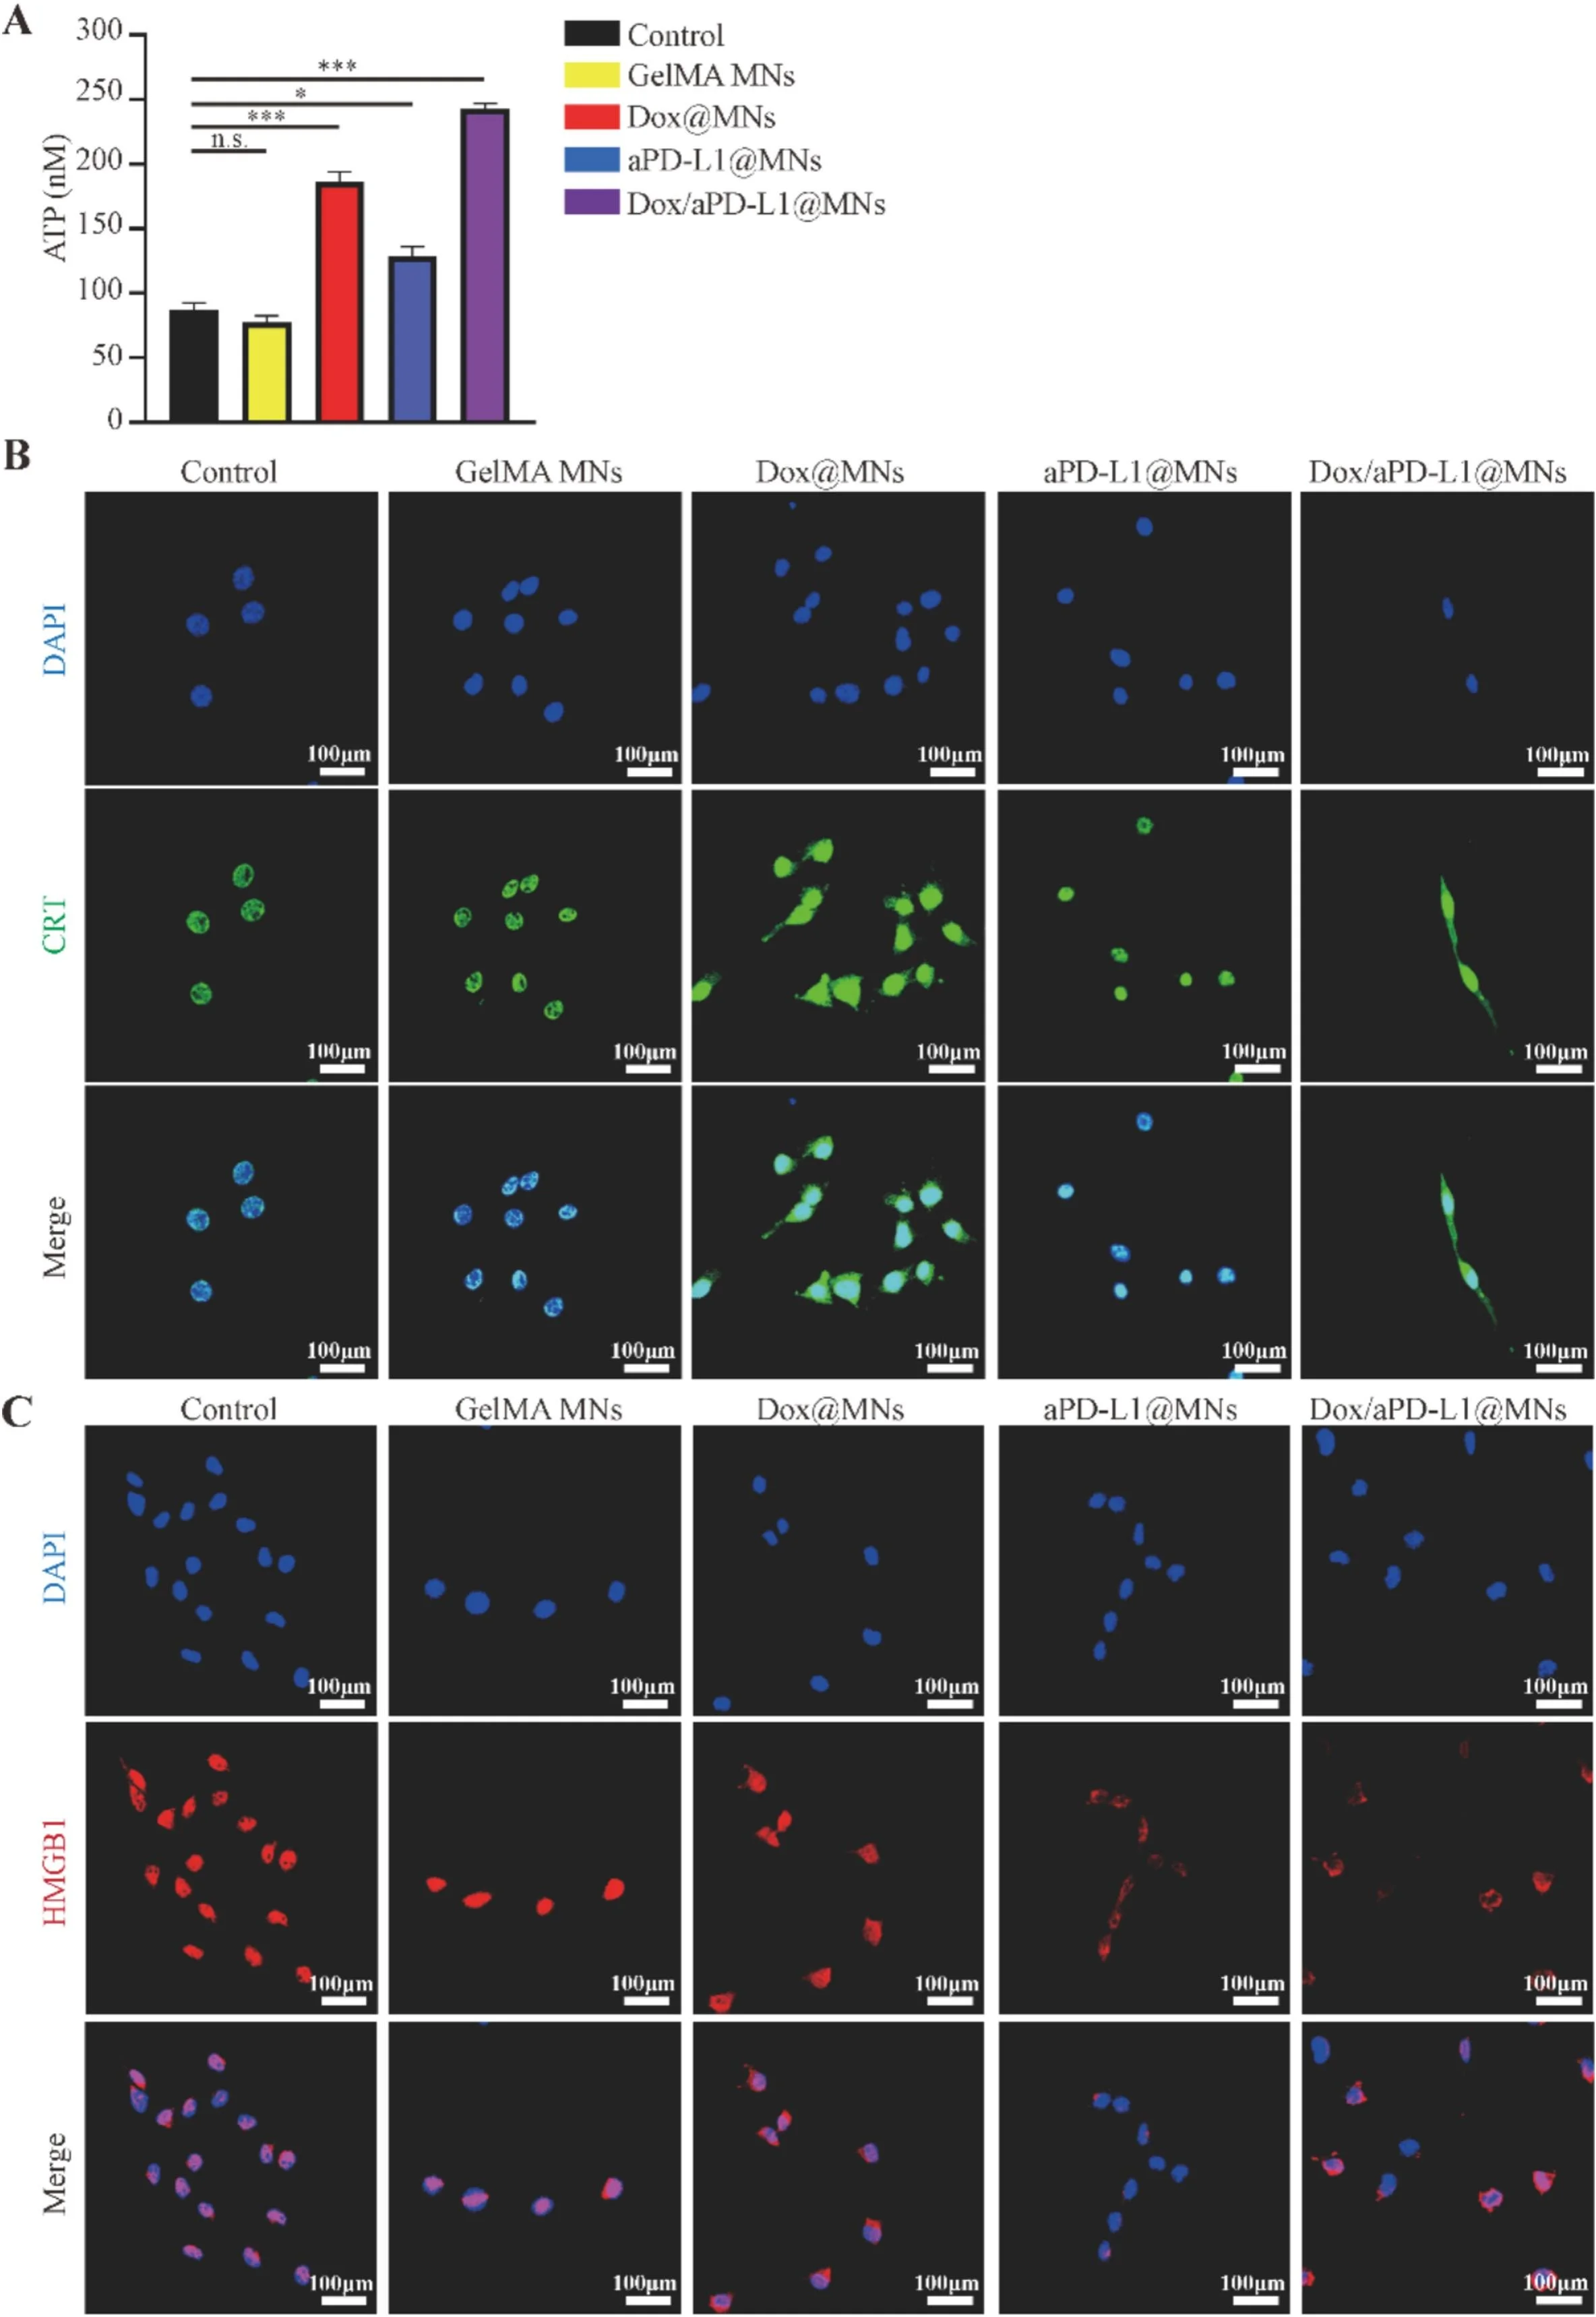 A
300
250
200
150
100
50
0
ATP (nM)
***
*
***
n.s.
Control
GelMA MNs
Dox@MNs
aPD-L1@MNs
Dox/aPD-L1@MNs
B
Control GelMA MNs Dox@MNs aPD-L1@MNs Dox/aPD-L1@MNs
DAPI
100μm 100μm 100μm 100μm 100μm
CRT
100μm 100μm 100μm 100μm 100μm
Merge
100μm 100μm 100μm 100μm 100μm
C
Control GelMA MNs Dox@MNs aPD-L1@MNs Dox/aPD-L1@MNs
DAPI
100μm 100μm 100μm 100μm 100μm
HMGB1
100μm 100μm 100μm 100μm 100μm
Merge
100μm 100μm 100μm 100μm 100μm